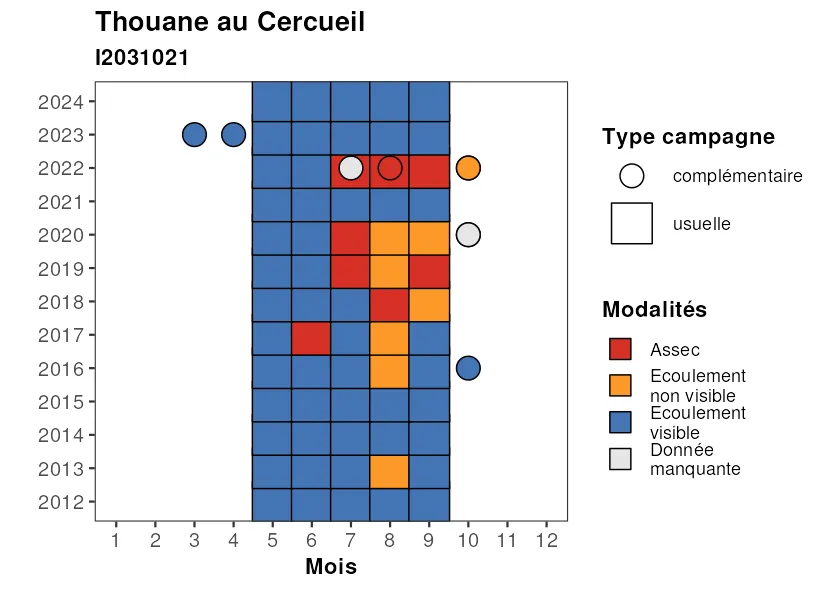 Thouane au Cercueil
I2031021
2024
2023
2022
2021
2020
2019
2018
2017
2016
2015
2014
2013
2012
1 2 3 4 5 6 7 8 9 10 11 12
Mois
Type campagne
complémentaire
usuelle
Modalités
Assec
Ecoulement
non visible
Ecoulement
visible
Donnée
manquante